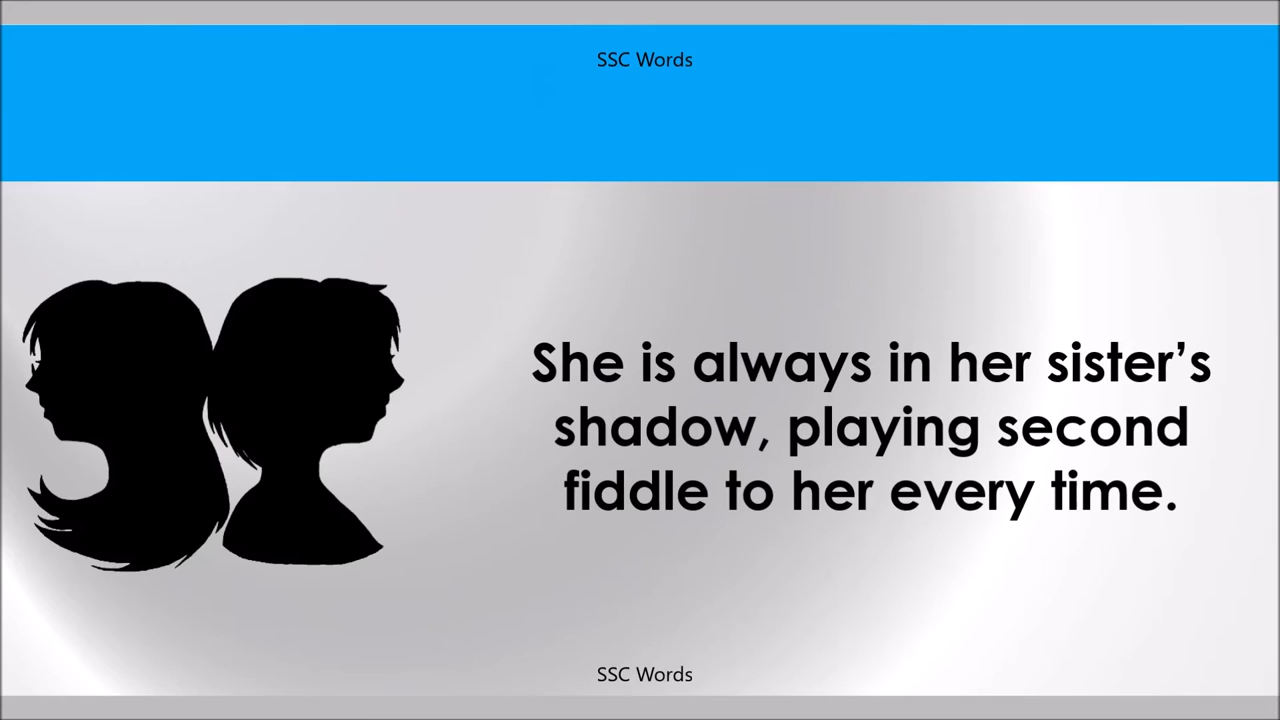 SSC Words
She is always in her sister’s
shadow, playing second
fiddle to her every time.
SSC Words